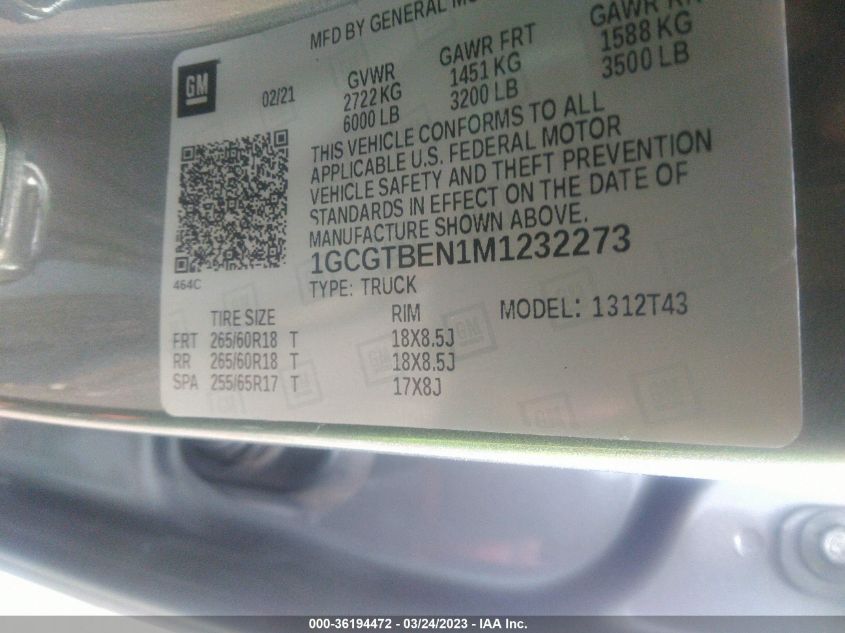 MFD BY GENERAL
GM
02/21
GVWR
2722 KG
6000 LB
GAWR FRT
1451 KG
3200 LB
GAWR
1588 KG
3500 LB
THIS VEHICLE CONFORMS TO ALL
APPLICABLE U.S. FEDERAL MOTOR
VEHICLE SAFETY AND THEFT PREVENTION
STANDARDS IN EFFECT ON THE DATE OF
MANUFACTURE SHOWN ABOVE.
1GCGTBEN1M1232273
464C
TYPE: TRUCK
TIRE SIZE RIM MODEL: 1312T43
FRT 265/60R18 T 18X8.5J
RR 265/60R18 T 18X8.5J
SPA 255/65R17 T 17X8J
000-36194472 - 03/24/2023 - IAA Inc.